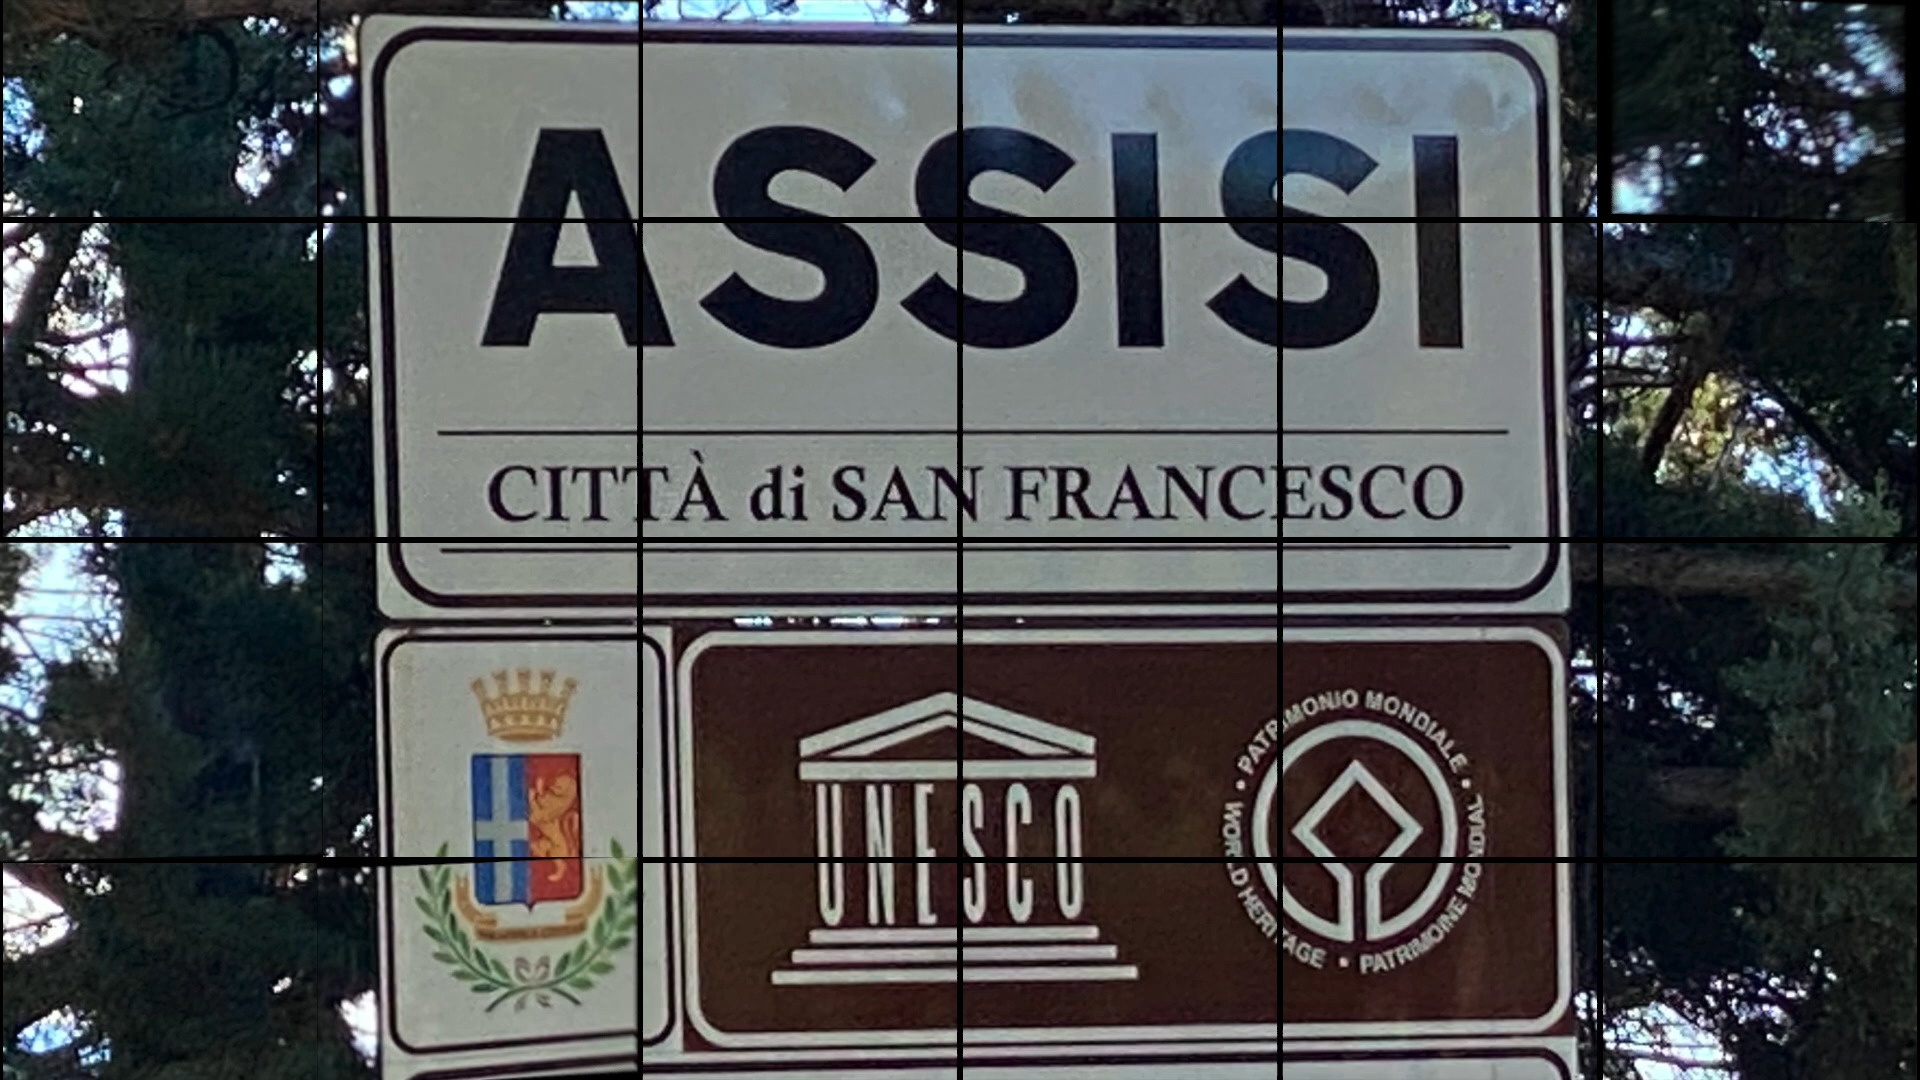 ASSISI
CITTÀ di SAN FRANCESCO
UNESCO
• PATRIMONIO MONDIALE •
WORLD HERITAGE • PATRIMOINE MONDIAL